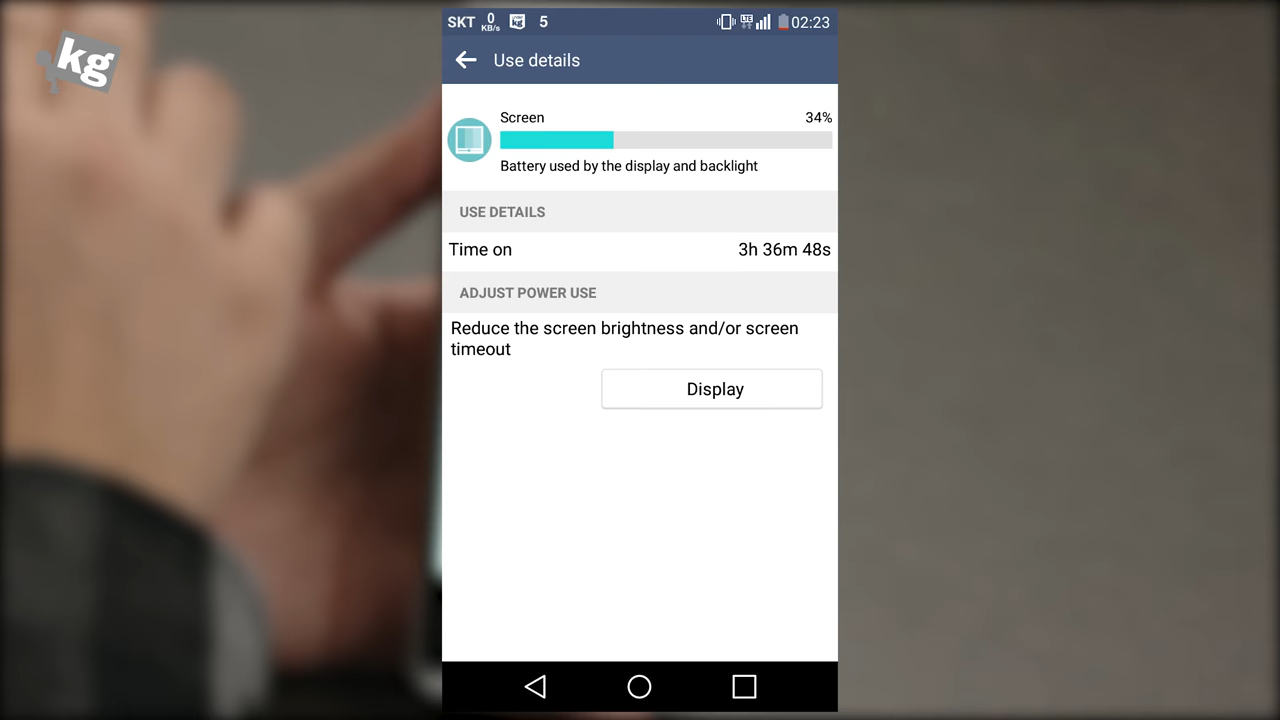 kg
SKT 0 KB/s kg 5 LTE 02:23
Use details
Screen 34%
Battery used by the display and backlight
USE DETAILS
Time on 3h 36m 48s
ADJUST POWER USE
Reduce the screen brightness and/or screen
timeout
Display